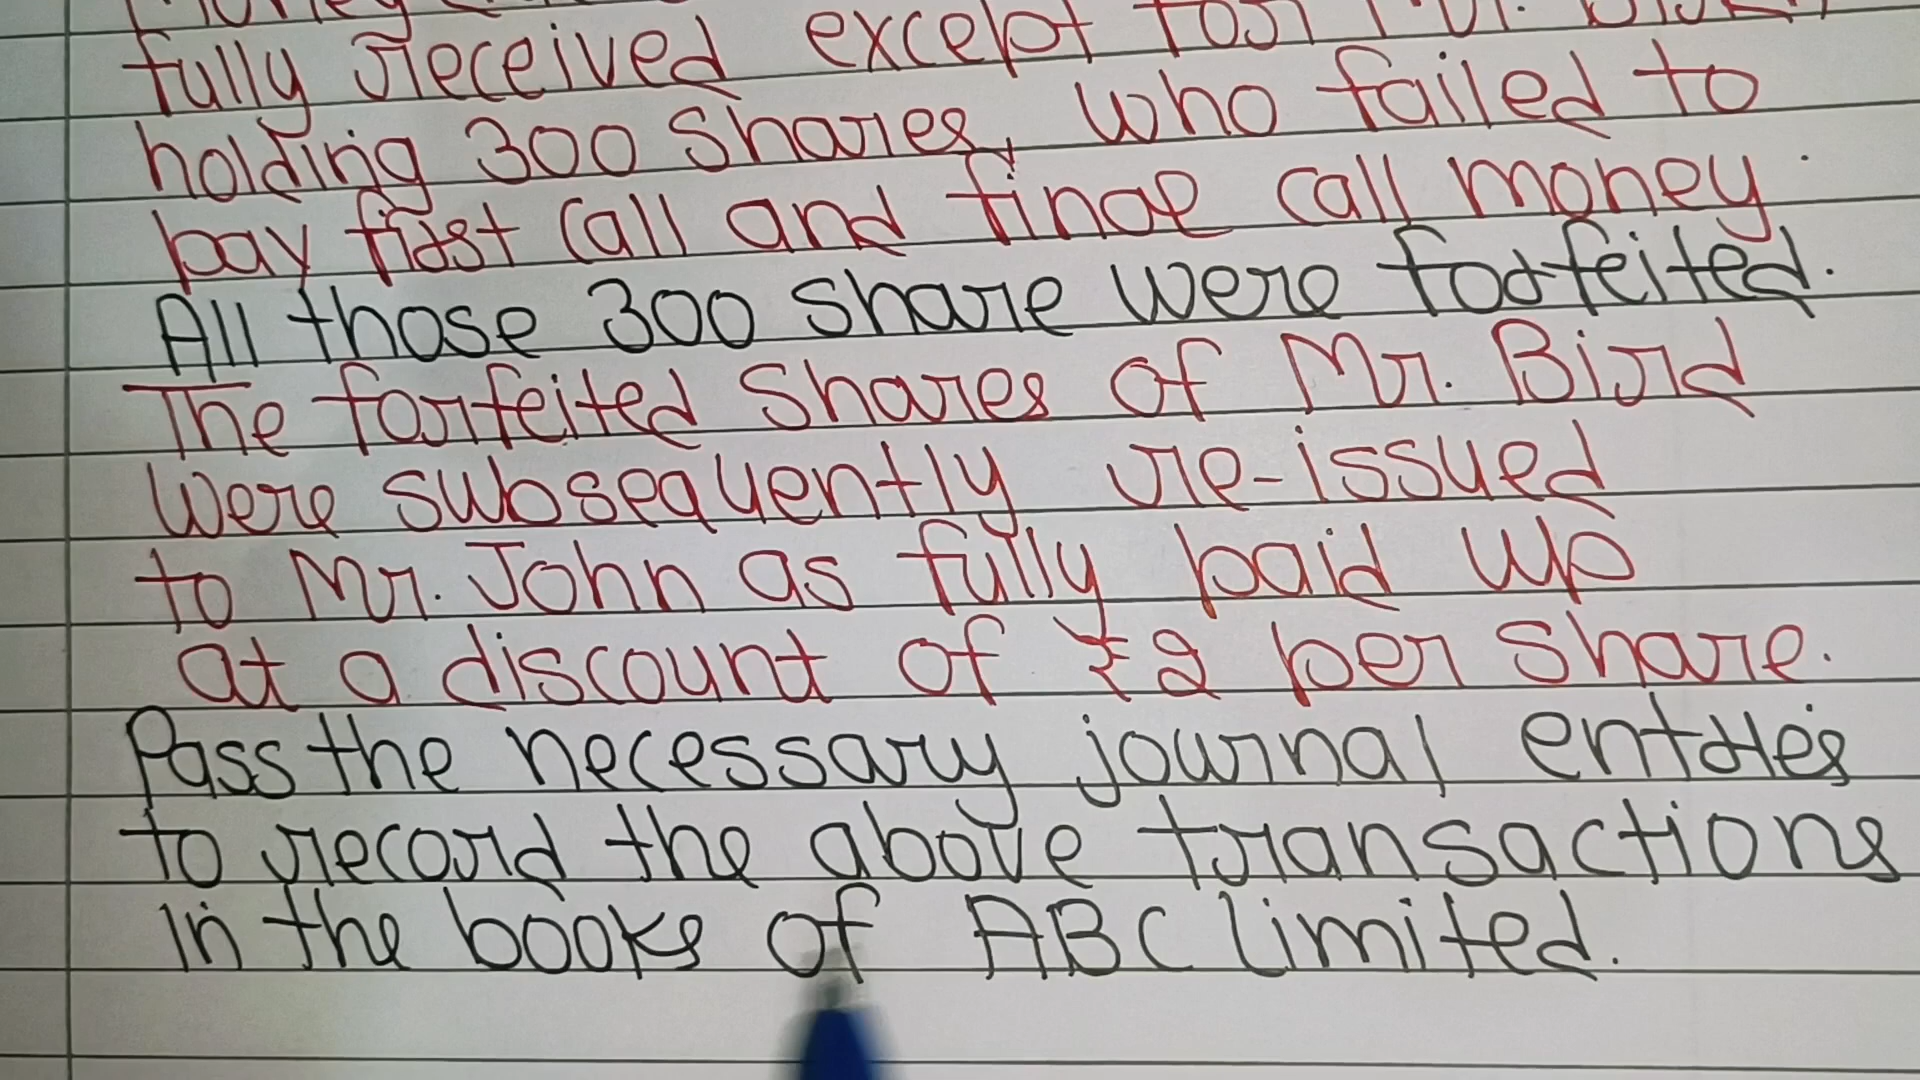 fully received except for Mr. Bird
holding 300 shares, who failed to
pay first call and final call money.
All those 300 share were forfeited.
The forfeited shares of Mr. Bird
were subsequently re-issued
to Mr. John as fully paid up
at a discount of ₹2 per share.
Pass the necessary journal entries
to record the above transactions
in the books of ABC limited.